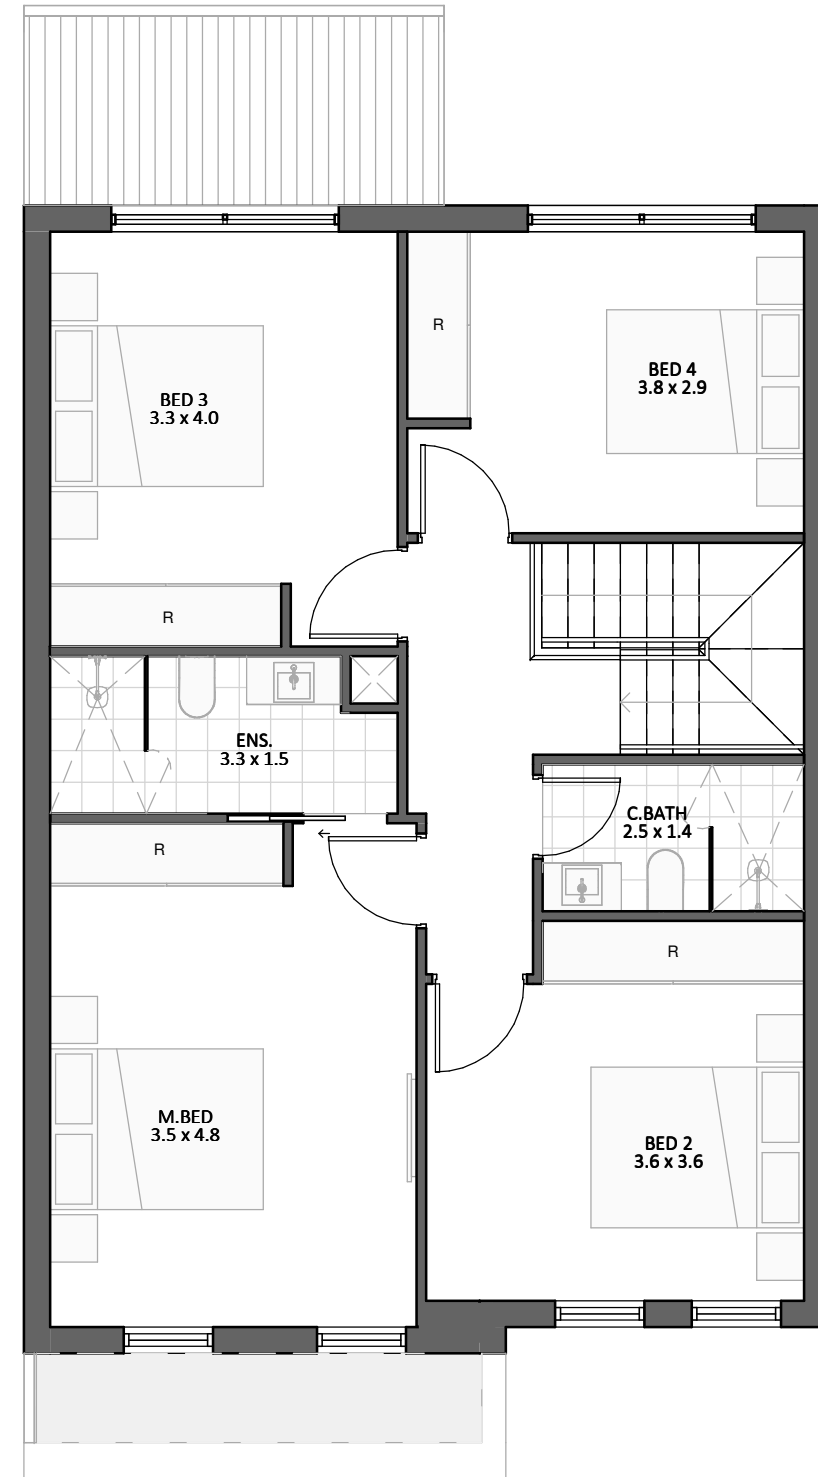 R
BED 4
3.8 x 2.9
BED 3
3.3 x 4.0
R
ENS.
3.3 x 1.5
C.BATH
2.5 x 1.4
R
R
M.BED
3.5 x 4.8
BED 2
3.6 x 3.6